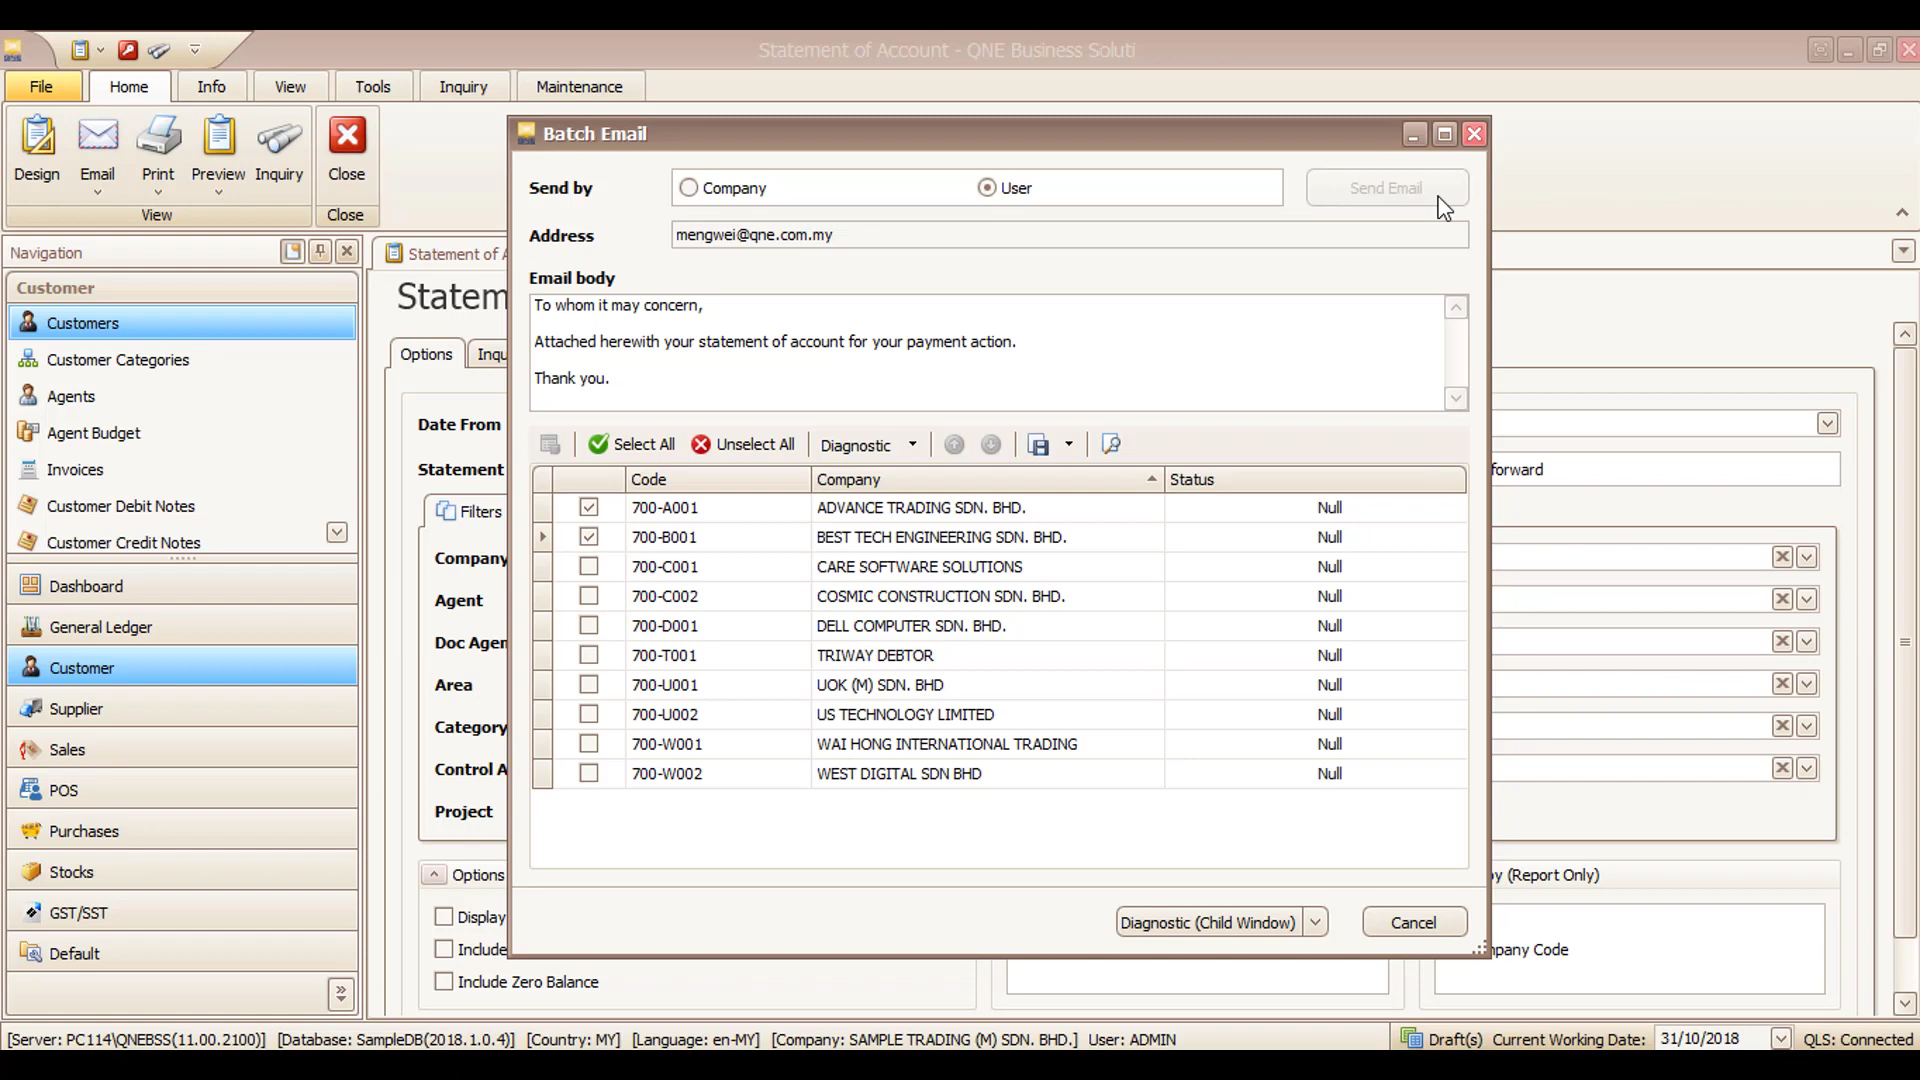 Statement of Account - QNE Business Soluti
File
Home
Info
View
Tools
Inquiry
Maintenance
Design
Email
Print
Preview
Inquiry
Close
View
Close
Batch Email
Send by
Company
User
Send Email
Address
mengwei@qne.com.my
Email body
To whom it may concern,
Attached herewith your statement of account for your payment action.
Thank you.
Select All
Unselect All
Diagnostic
Code
Company
Status
700-A001 ADVANCE TRADING SDN. BHD. Null
700-B001 BEST TECH ENGINEERING SDN. BHD. Null
700-C001 CARE SOFTWARE SOLUTIONS Null
700-C002 COSMIC CONSTRUCTION SDN. BHD. Null
700-D001 DELL COMPUTER SDN. BHD. Null
700-T001 TRIWAY DEBTOR Null
700-U001 UOK (M) SDN. BHD Null
700-U002 US TECHNOLOGY LIMITED Null
700-W001 WAI HONG INTERNATIONAL TRADING Null
700-W002 WEST DIGITAL SDN BHD Null
Diagnostic (Child Window)
Cancel
Navigation
Customer
Customers
Customer Categories
Agents
Agent Budget
Invoices
Customer Debit Notes
Customer Credit Notes
Dashboard
General Ledger
Customer
Supplier
Sales
POS
Purchases
Stocks
GST/SST
Default
Statement of A
Statem
Options
Inqu
Date From
Statement
forward
Filters
Company
Agent
Doc Agen
Area
Category
Control A
Project
Options
Display
Include
Include Zero Balance
by (Report Only)
mpany Code
[Server: PC114\QNEBSS(11.00.2100)] [Database: SampleDB(2018.1.0.4)] [Country: MY] [Language: en-MY] [Company: SAMPLE TRADING (M) SDN. BHD.] User: ADMIN
Draft(s) Current Working Date: 31/10/2018 QLS: Connected